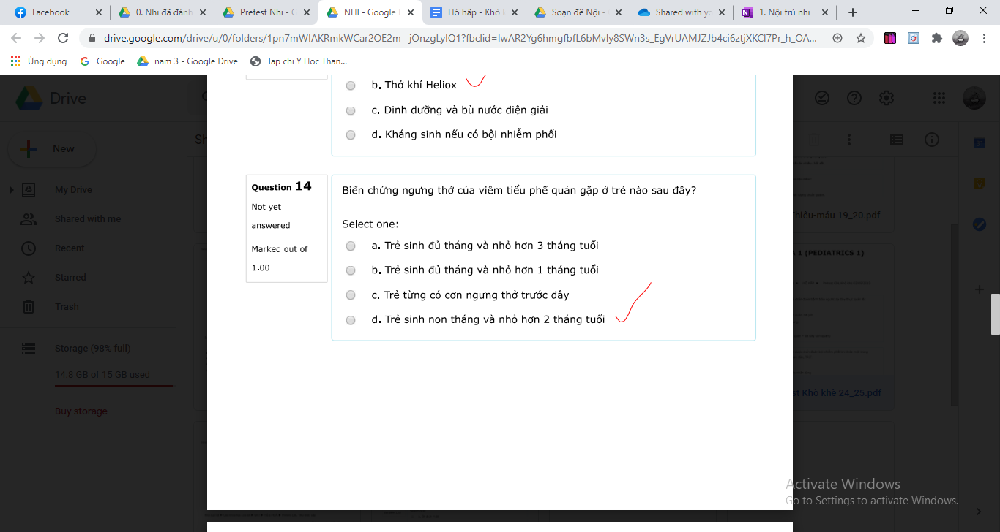 Facebook
0. Nhi đã đánh
Pretest Nhi - G
NHI - Google
Hô hấp - Khò
Soạn đề Nội -
Shared with yo
1. Nội trú nhi
drive.google.com/drive/u/0/folders/1pn7mWIAKRmkWCar2OE2m--jOnzgLyIQ1?fbclid=IwAR2Yg6hmgfbfL6bMvIy8SWn3s_EgVrUAMJZJb4ci6ztjXKCl7Pr_h_OA...
Ứng dụng
Google
nam 3 - Google Drive
Tap chi Y Hoc Than...
Drive
New
My Drive
Shared with me
Recent
Starred
Trash
Storage (98% full)
14.8 GB of 15 GB used
Buy storage
b. Thở khí Heliox
c. Dinh dưỡng và bù nước điện giải
d. Kháng sinh nếu có bội nhiễm phổi
Question 14
Not yet
answered
Marked out of
1.00
Biến chứng ngưng thở của viêm tiểu phế quản gặp ở trẻ nào sau đây?
Select one:
a. Trẻ sinh đủ tháng và nhỏ hơn 3 tháng tuổi
b. Trẻ sinh đủ tháng và nhỏ hơn 1 tháng tuổi
c. Trẻ từng có cơn ngưng thở trước đây
d. Trẻ sinh non tháng và nhỏ hơn 2 tháng tuổi
Thiếu-máu 19_20.pdf
1 (PEDIATRICS 1)
st Khò khè 24_25.pdf
Activate Windows
Go to Settings to activate Windows.